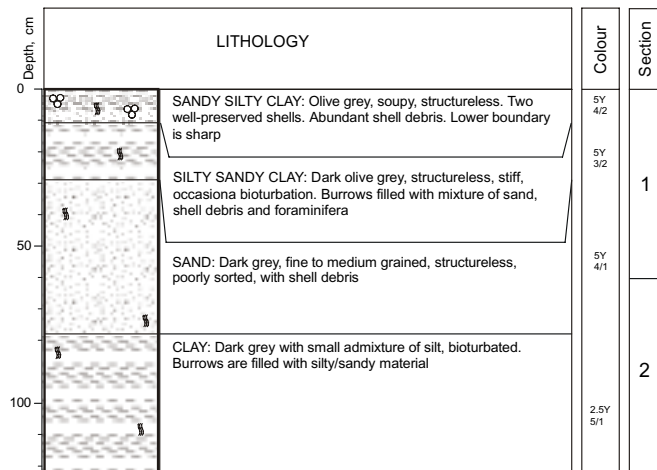 Depth, cm
LITHOLOGY
Colour
Section
0
SANDY SILTY CLAY: Olive grey, soupy, structureless. Two
well-preserved shells. Abundant shell debris. Lower boundary
is sharp
5Y
4/2
SILTY SANDY CLAY: Dark olive grey, structureless, stiff,
occasiona bioturbation. Burrows filled with mixture of sand,
shell debris and foraminifera
5Y
3/2
1
50
SAND: Dark grey, fine to medium grained, structureless,
poorly sorted, with shell debris
5Y
4/1
CLAY: Dark grey with small admixture of silt, bioturbated.
Burrows are filled with silty/sandy material
2
100
2.5Y
5/1